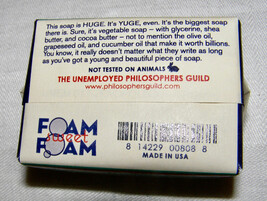 This soap is HUGE. It's YUGE, even. It's the biggest soap
there is. Sure, it's vegetable soap – with glycerine, shea
butter, and cocoa butter – not to mention the olive oil,
grapeseed oil, and cucumber oil that make it worth billions.
You know, it really doesn't matter what they write as long
as you've got a young and beautiful piece of soap.
NOT TESTED ON ANIMALS
THE UNEMPLOYED PHILOSOPHERS GUILD
www.philosophersguild.com
FOAM
sweet
FOAM
8 14229 00808 8
MADE IN USA